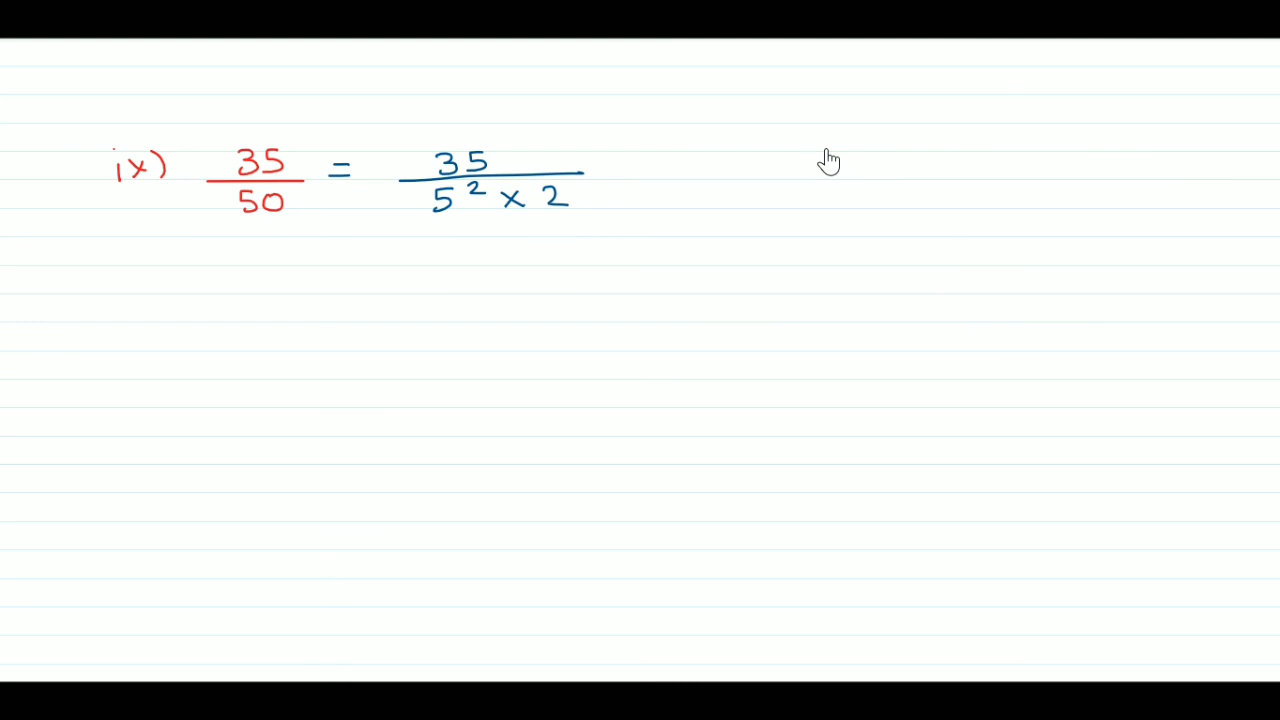 ix) 35/50 = 35/(5² x 2)